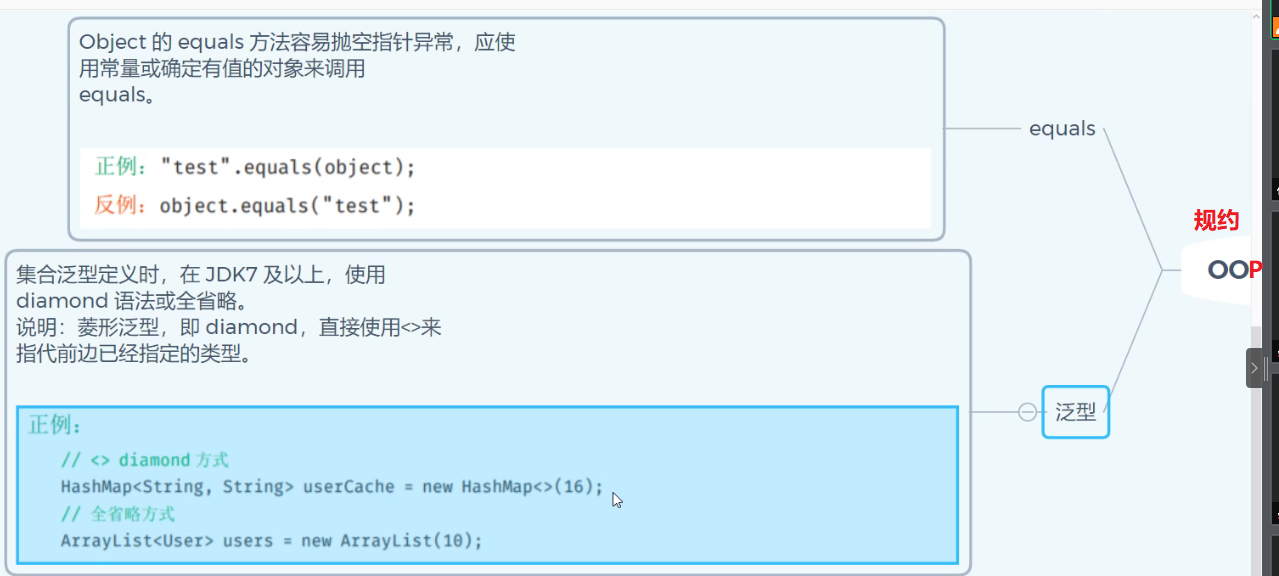 Object 的 equals 方法容易抛空指针异常，应使
用常量或确定有值的对象来调用
equals。
正例："test".equals(object);
反例：object.equals("test");
equals
规约
OOP
集合泛型定义时，在 JDK7 及以上，使用
diamond 语法或全省略。
说明：菱形泛型，即 diamond，直接使用<>来
指代前边已经指定的类型。
正例：
// <> diamond 方式
HashMap<String, String> userCache = new HashMap<>(16);
// 全省略方式
ArrayList<User> users = new ArrayList(10);
泛型